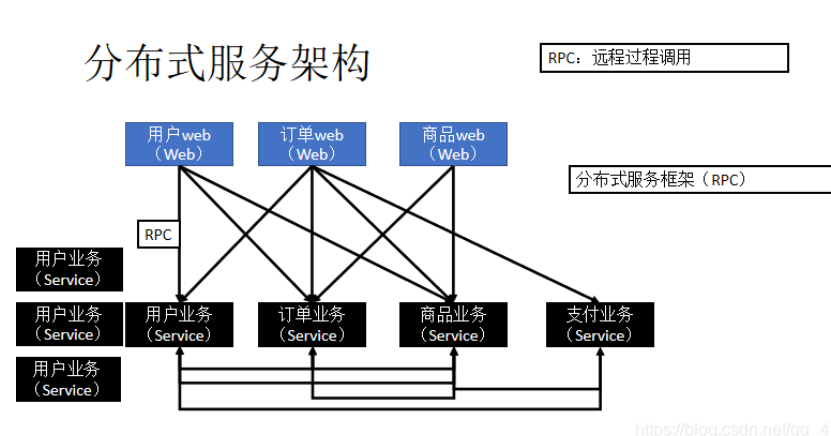 分布式服务架构
RPC：远程过程调用
用户web
（Web）
订单web
（Web）
商品web
（Web）
分布式服务框架（RPC）
RPC
用户业务
（Service）
用户业务
（Service）
用户业务
（Service）
订单业务
（Service）
商品业务
（Service）
支付业务
（Service）
用户业务
（Service）
https://blog.csdn.net/qq_4